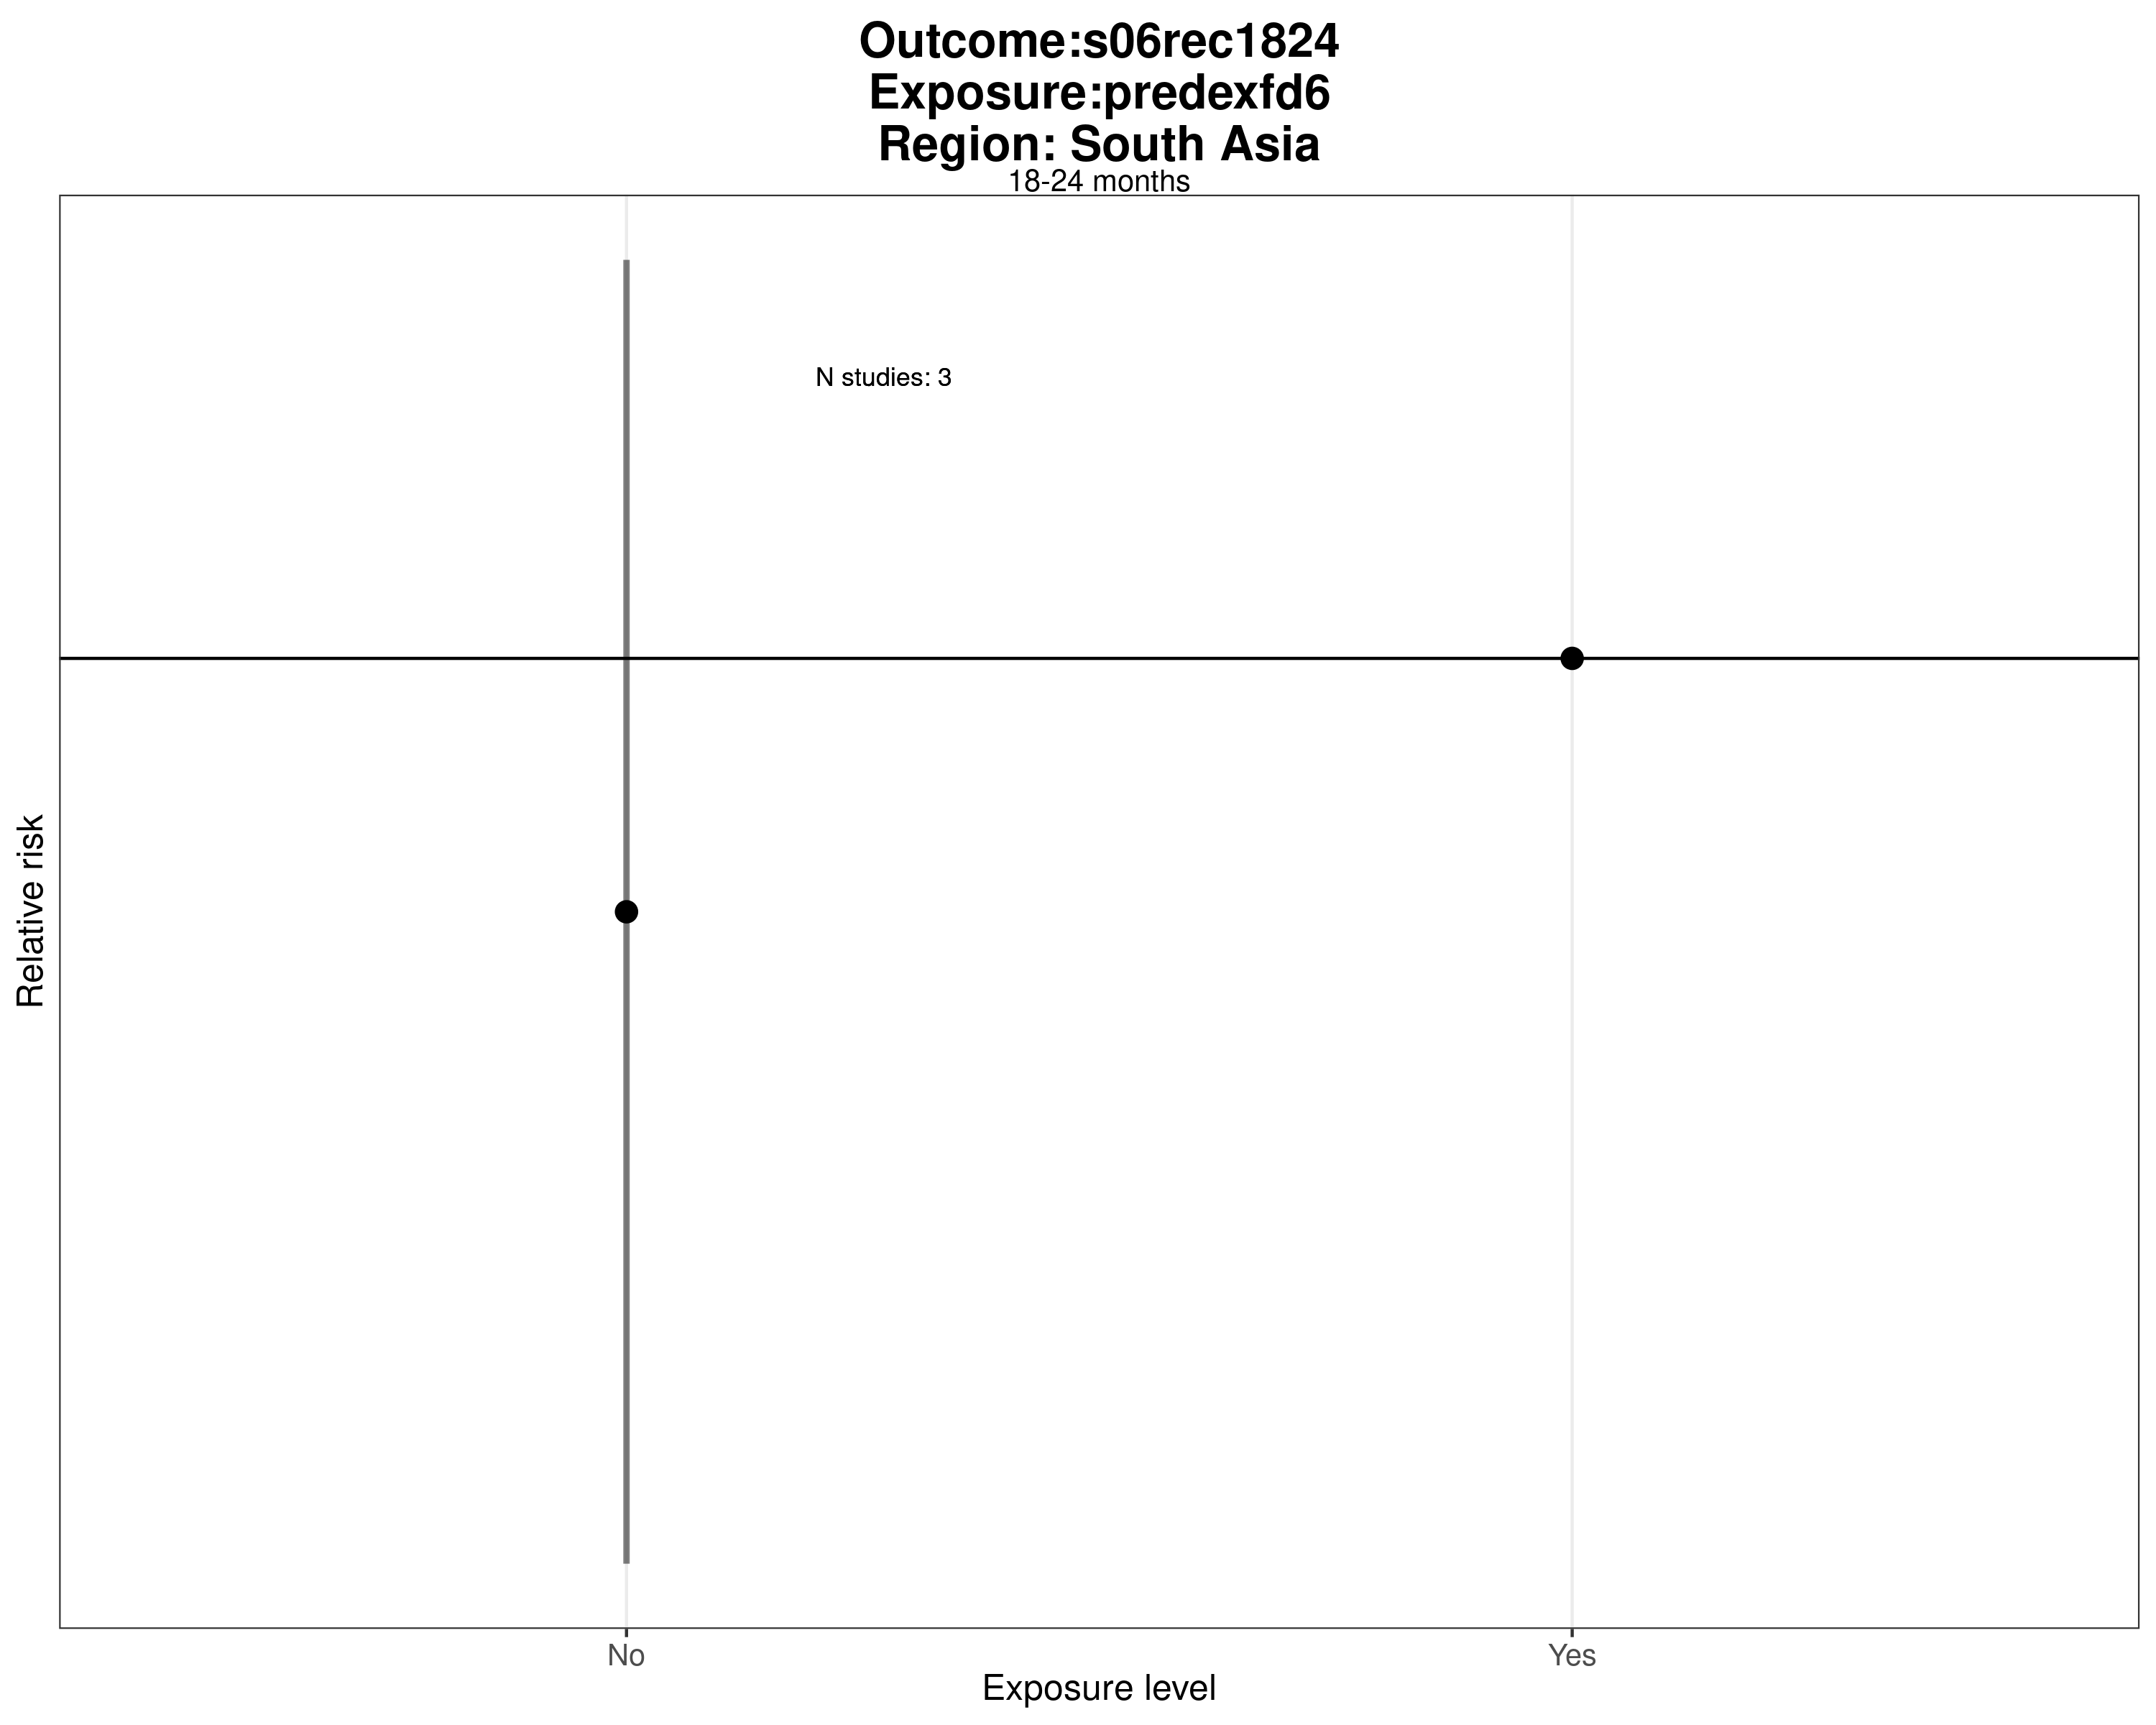 Outcome:s06rec1824
Exposure:predexfd6
Region: South Asia
18-24 months
N studies: 3
Relative risk
No
Yes
Exposure level